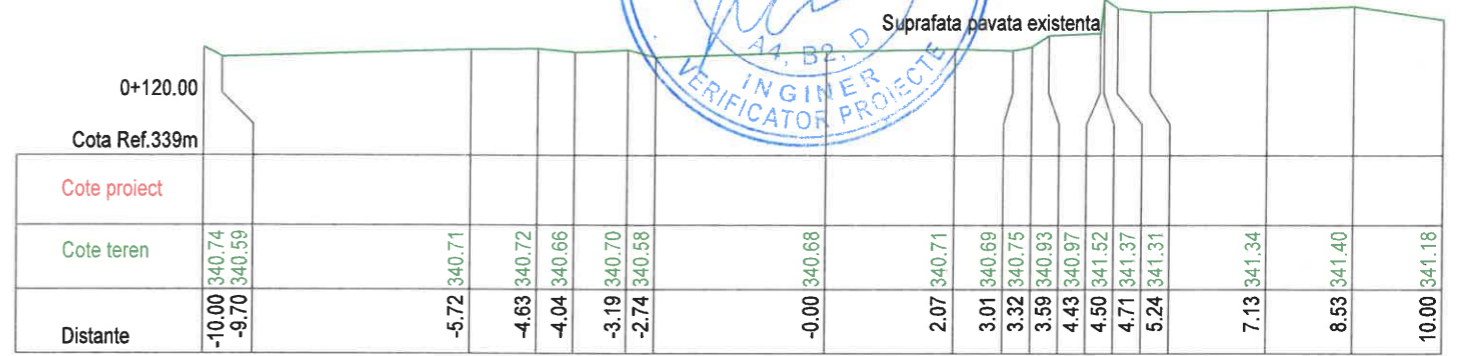 Suprafata pavata existenta
A4, B2, D
INGINER
VERIFICATOR PROIECTE
0+120.00
Cota Ref.339m
Cote proiect
Cote teren 340.74 340.59 340.71 340.72 340.66 340.70 340.58 340.68 340.71 340.69 340.75 340.93 340.97 341.52 341.37 341.31 341.34 341.40 341.18
Distante -10.00 -9.70 -5.72 -4.63 -4.04 -3.19 -2.74 -0.00 2.07 3.01 3.32 3.59 4.43 4.50 4.71 5.24 7.13 8.53 10.00